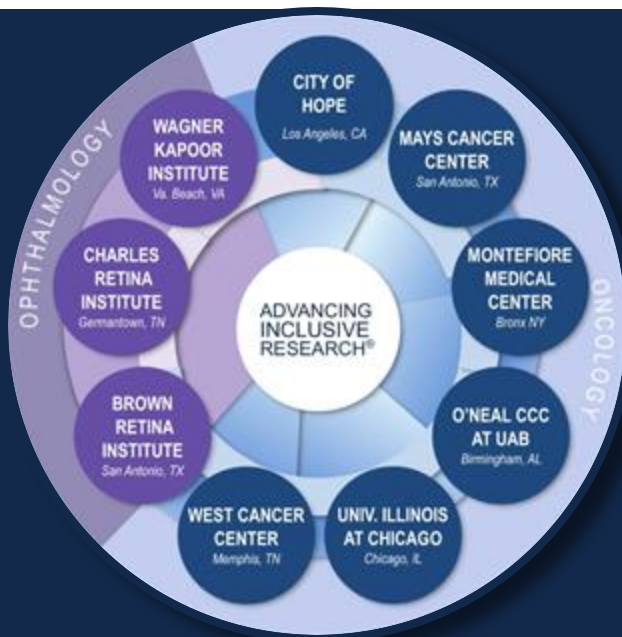 OPHTHALMOLOGY
CITY OF
HOPE
Los Angeles, CA
WAGNER
KAPOOR
INSTITUTE
Va. Beach, VA
MAYS CANCER
CENTER
San Antonio, TX
CHARLES
RETINA
INSTITUTE
Germantown, TN
MONTEFIORE
MEDICAL
CENTER
Bronx NY
ONCOLOGY
ADVANCING
INCLUSIVE
RESEARCH®
BROWN
RETINA
INSTITUTE
San Antonio, TX
O'NEAL CCC
AT UAB
Birmingham, AL
WEST CANCER
CENTER
Memphis, TN
UNIV. ILLINOIS
AT CHICAGO
Chicago, IL